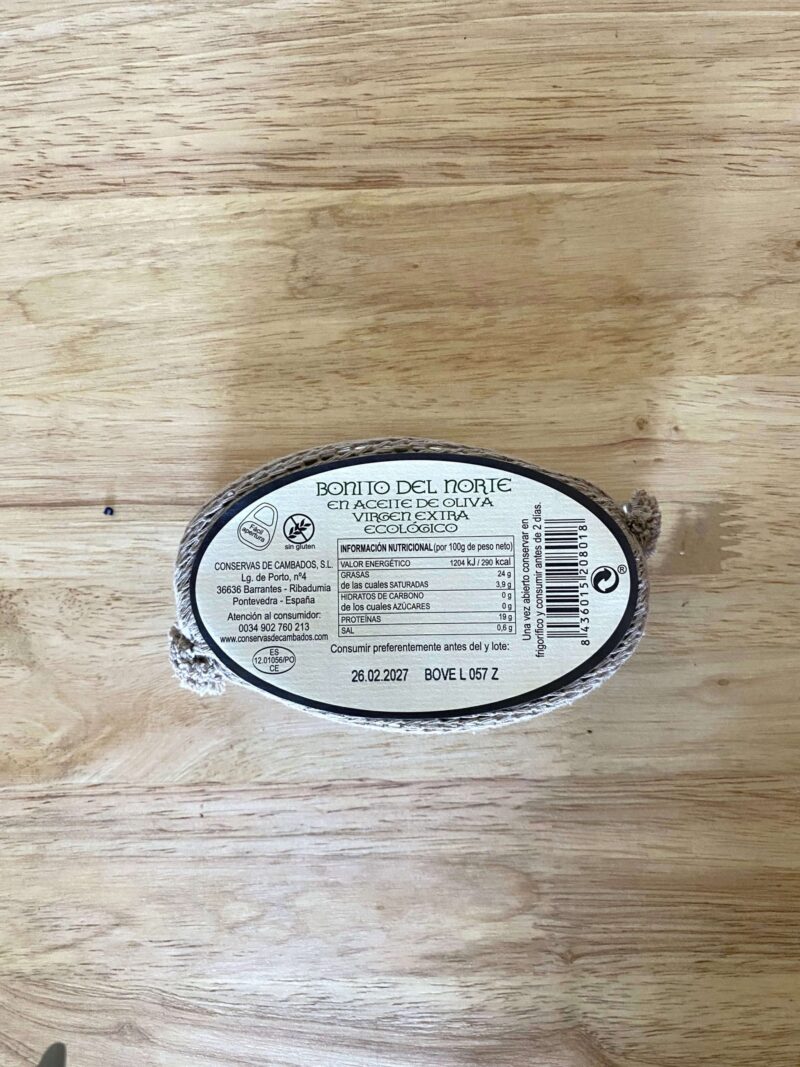 BONITO DEL NORTE
EN ACEITE DE OLIVA
VIRGEN EXTRA
ECOLÓGICO
Fácil
apertura
sin gluten
CONSERVAS DE CAMBADOS, S.L.
Lg. de Porto, nº4
36636 Barrantes - Ribadumia
Pontevedra - España
Atención al consumidor:
0034 902 760 213
www.conservasdecambados.com
ES
12.01056/PO
CE
INFORMACIÓN NUTRICIONAL (por 100g de peso neto)
VALOR ENERGÉTICO 1204 kJ / 290 kcal
GRASAS 24 g
de las cuales SATURADAS 3,9 g
HIDRATOS DE CARBONO 0 g
de los cuales AZÚCARES 0 g
PROTEÍNAS 19 g
SAL 0,6 g
Consumir preferentemente antes del y lote:
26.02.2027 BOVE L 057 Z
Una vez abierto conservar en
frigorífico y consumir antes de 2 días.
8 436015 208018
®